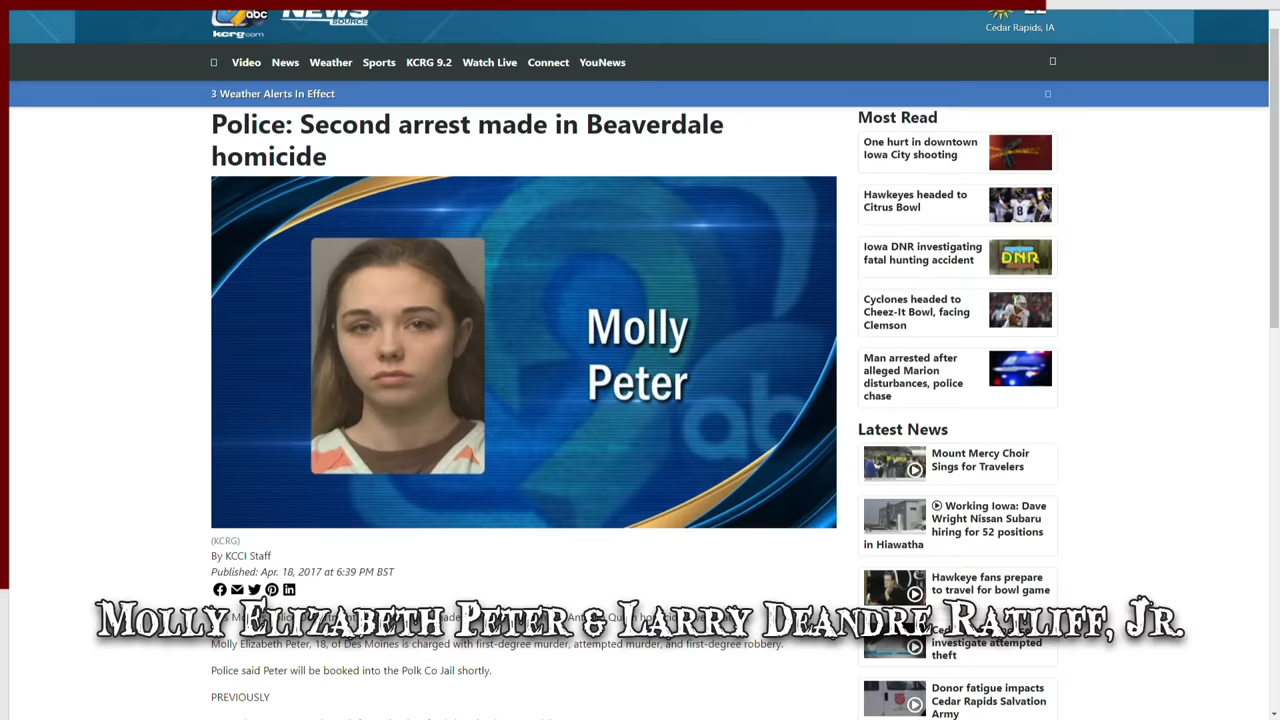 abc
NEWS
SOURCE
kcrg.com
Cedar Rapids, IA
Video News Weather Sports KCRG 9.2 Watch Live Connect YouNews
3 Weather Alerts In Effect
Police: Second arrest made in Beaverdale
homicide
Molly
Peter
(KCRG)
By KCCI Staff
Published: Apr. 18, 2017 at 6:39 PM BST
Molly Elizabeth Peter & Larry Deandre Ratliff, Jr.
Molly Elizabeth Peter, 18, of Des Moines is charged with first-degree murder, attempted murder, and first-degree robbery.
Police said Peter will be booked into the Polk Co Jail shortly.
PREVIOUSLY
Most Read
One hurt in downtown
Iowa City shooting
Hawkeyes headed to
Citrus Bowl
8
Iowa DNR investigating
fatal hunting accident
DNR
Cyclones headed to
Cheez-It Bowl, facing
Clemson
Man arrested after
alleged Marion
disturbances, police
chase
Latest News
Mount Mercy Choir
Sings for Travelers
Working Iowa: Dave
Wright Nissan Subaru
hiring for 52 positions
in Hiawatha
Hawkeye fans prepare
to travel for bowl game
investigate attempted
theft
Donor fatigue impacts
Cedar Rapids Salvation
Army